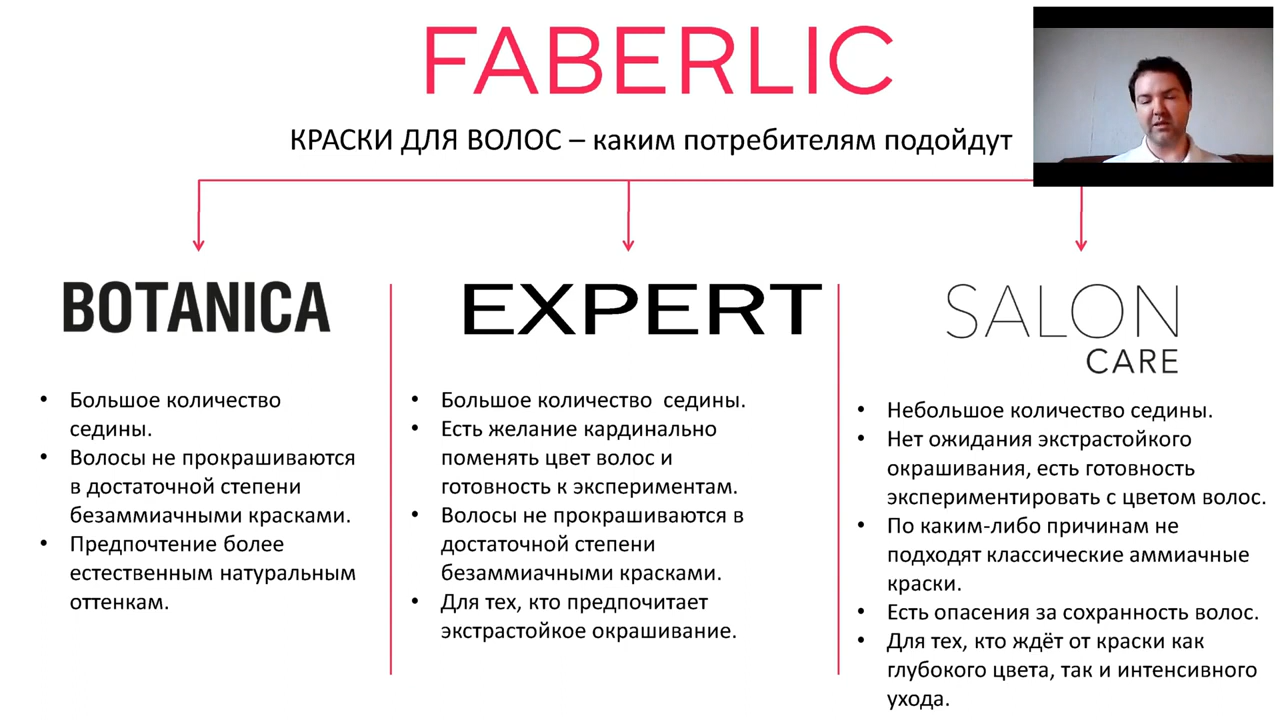 FABERLIC
КРАСКИ ДЛЯ ВОЛОС – каким потребителям подойдут
BOTANICA
• Большое количество
седины.
• Волосы не прокрашиваются
в достаточной степени
безаммиачными красками.
• Предпочтение более
естественным натуральным
оттенкам.
EXPERT
• Большое количество  седины.
• Есть желание кардинально
поменять цвет волос и
готовность к экспериментам.
• Волосы не прокрашиваются в
достаточной степени
безаммиачными красками.
• Для тех, кто предпочитает
экстрастойкое окрашивание.
SALON
CARE
• Небольшое количество седины.
• Нет ожидания экстрастойкого
окрашивания, есть готовность
экспериментировать с цветом волос.
• По каким-либо причинам не
подходят классические аммиачные
краски.
• Есть опасения за сохранность волос.
• Для тех, кто ждёт от краски как
глубокого цвета, так и интенсивного
ухода.